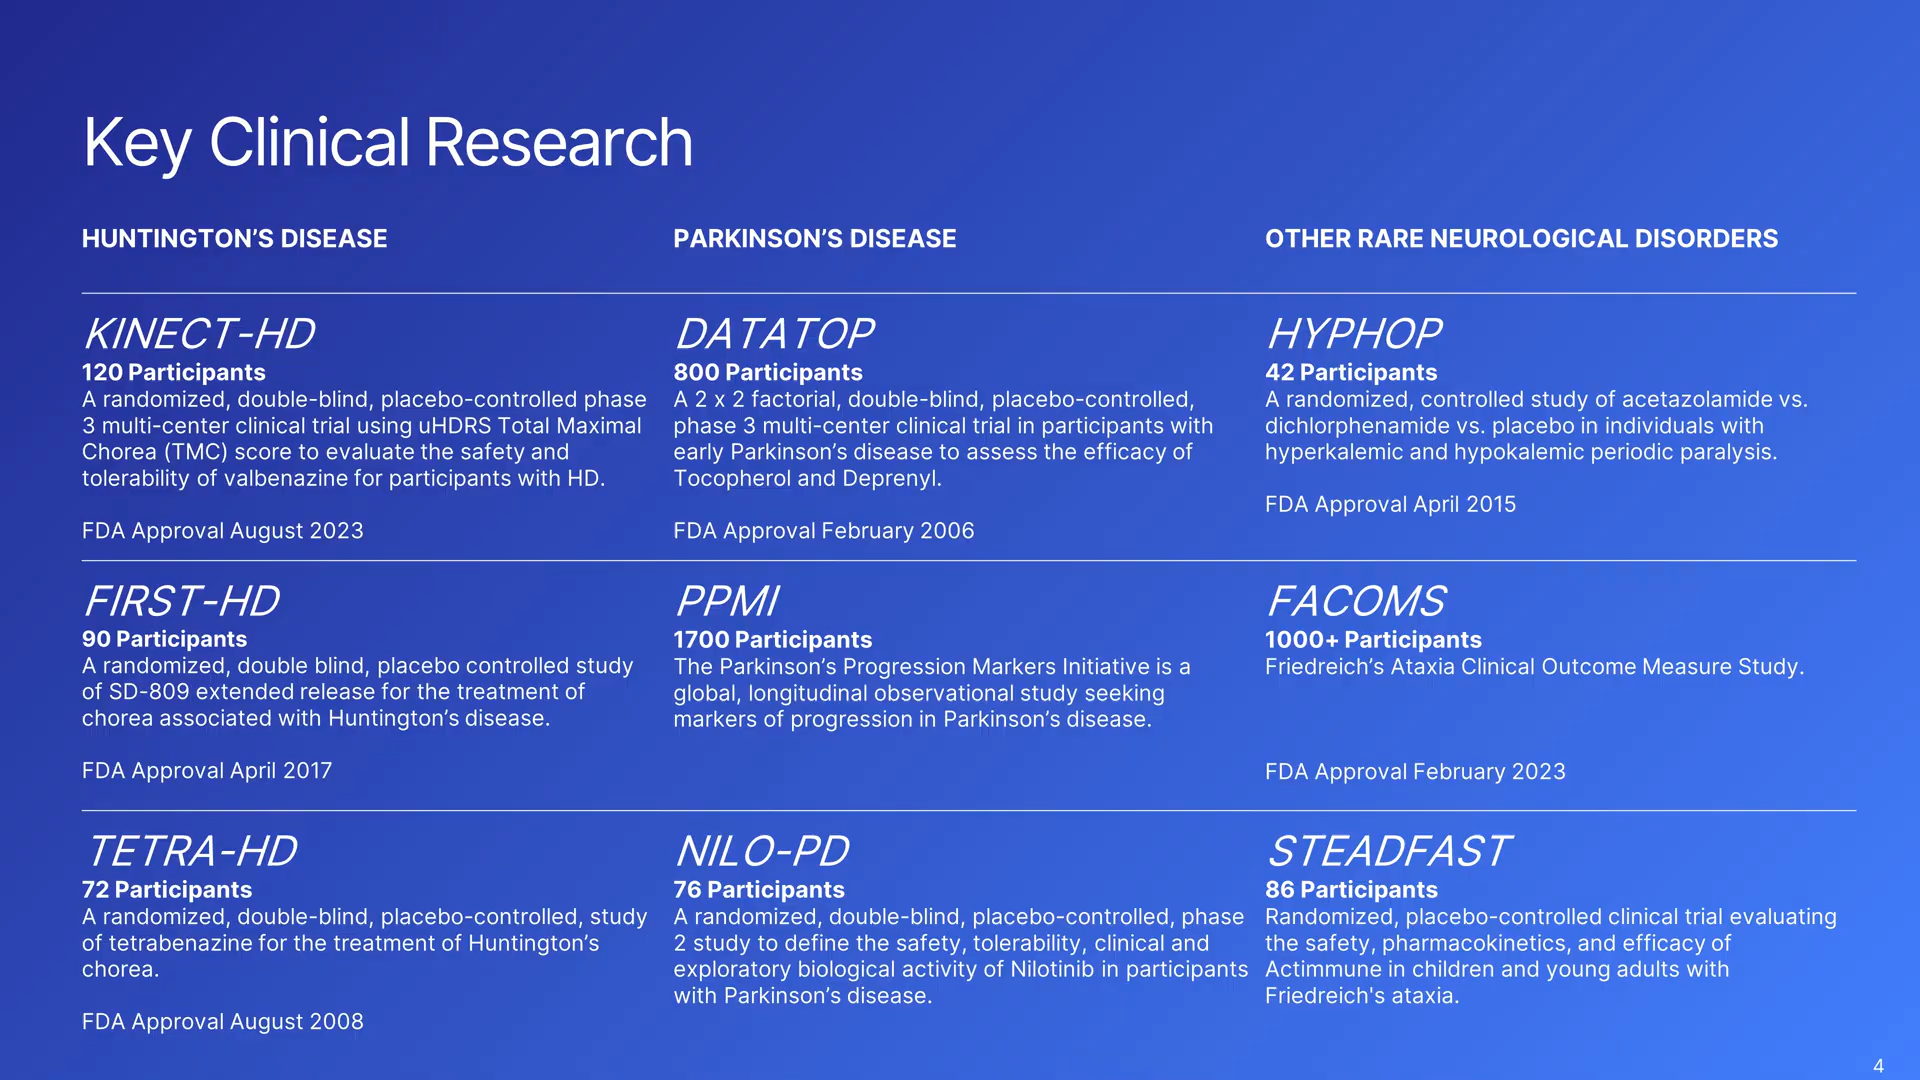 Key Clinical Research
HUNTINGTON’S DISEASE
PARKINSON’S DISEASE
OTHER RARE NEUROLOGICAL DISORDERS
KINECT-HD
120 Participants
A randomized, double-blind, placebo-controlled phase
3 multi-center clinical trial using uHDRS Total Maximal
Chorea (TMC) score to evaluate the safety and
tolerability of valbenazine for participants with HD.
FDA Approval August 2023
DATATOP
800 Participants
A 2 x 2 factorial, double-blind, placebo-controlled,
phase 3 multi-center clinical trial in participants with
early Parkinson’s disease to assess the efficacy of
Tocopherol and Deprenyl.
FDA Approval February 2006
HYPHOP
42 Participants
A randomized, controlled study of acetazolamide vs.
dichlorphenamide vs. placebo in individuals with
hyperkalemic and hypokalemic periodic paralysis.
FDA Approval April 2015
FIRST-HD
90 Participants
A randomized, double blind, placebo controlled study
of SD-809 extended release for the treatment of
chorea associated with Huntington’s disease.
FDA Approval April 2017
PPMI
1700 Participants
The Parkinson’s Progression Markers Initiative is a
global, longitudinal observational study seeking
markers of progression in Parkinson’s disease.
FACOMS
1000+ Participants
Friedreich’s Ataxia Clinical Outcome Measure Study.
FDA Approval February 2023
TETRA-HD
72 Participants
A randomized, double-blind, placebo-controlled, study
of tetrabenazine for the treatment of Huntington’s
chorea.
FDA Approval August 2008
NILO-PD
76 Participants
A randomized, double-blind, placebo-controlled, phase
2 study to define the safety, tolerability, clinical and
exploratory biological activity of Nilotinib in participants
with Parkinson’s disease.
STEADFAST
86 Participants
Randomized, placebo-controlled clinical trial evaluating
the safety, pharmacokinetics, and efficacy of
Actimmune in children and young adults with
Friedreich's ataxia.
4